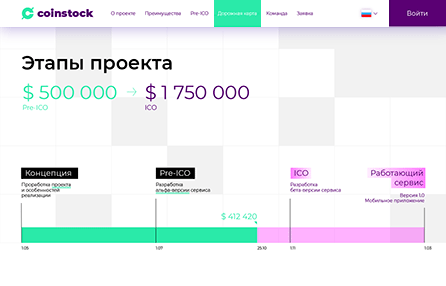 coinstock
О проекте Преимущества Pre-ICO Дорожная карта Команда Заявка Войти
Этапы проекта
$ 500 000 → $ 1 750 000
Pre-ICO ICO
Концепция Pre-ICO ICO Работающий
сервис
Проработка проекта
и особенностей
реализации
Разработка
альфа-версии сервиса
Разработка
бета версии сервиса
Версия 1.0
Мобильное приложение
$ 412 420
1.05 1.07 25.10 1.11 1.03